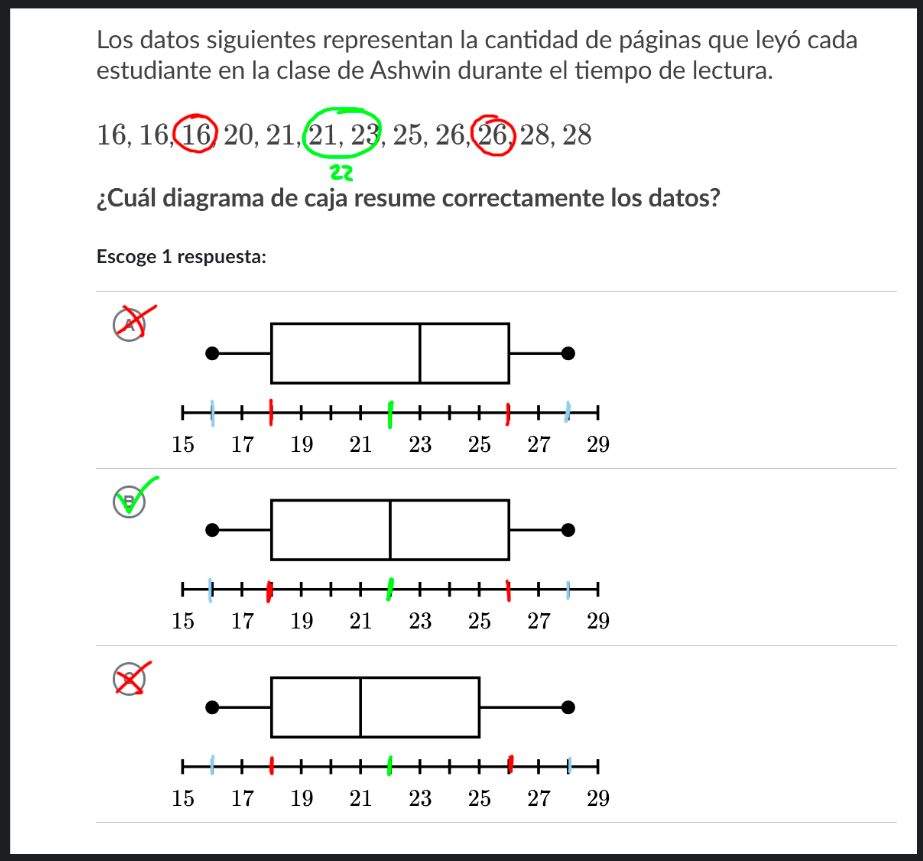 Los datos siguientes representan la cantidad de páginas que leyó cada
estudiante en la clase de Ashwin durante el tiempo de lectura.
16, 16, 16, 20, 21, 21, 23, 25, 26, 26, 28, 28
22
¿Cuál diagrama de caja resume correctamente los datos?
Escoge 1 respuesta:
A
15 17 19 21 23 25 27 29
B
15 17 19 21 23 25 27 29
C
15 17 19 21 23 25 27 29